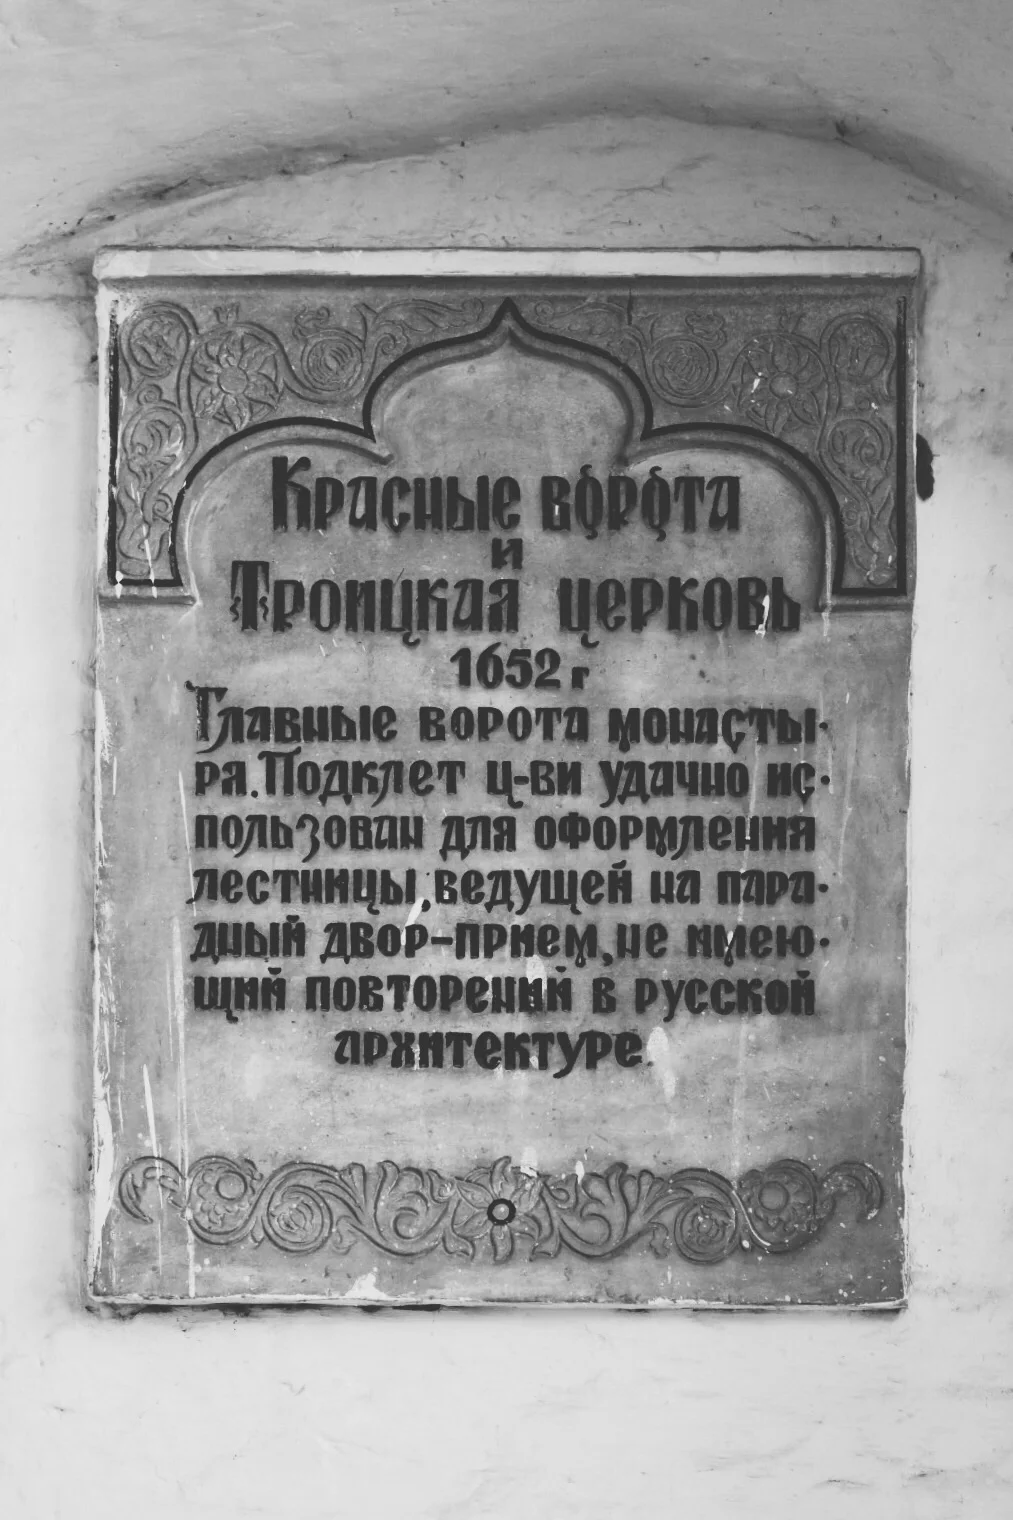 Красные ворота
и
Троицкая церковь
1652 г
Главные ворота монасты-
ря. Подклет ц-ви удачно ис-
пользован для оформления
лестницы, ведущей на пара-
дный двор-прием, не имею-
щий повторений в русской
архитектуре.